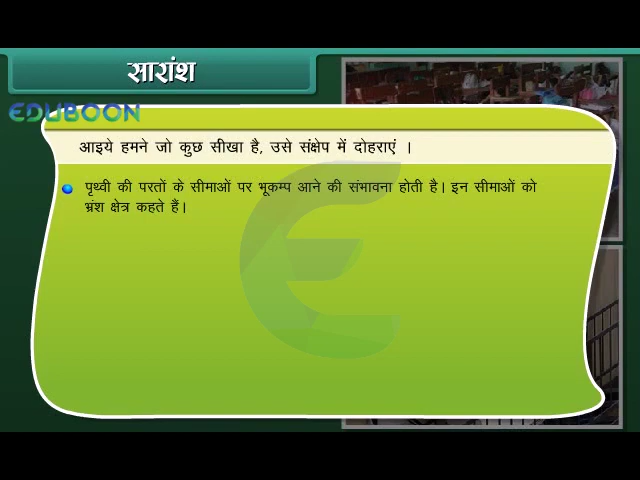 सारांश
EDUBOON
आइये हमने जो कुछ सीखा है, उसे संक्षेप में दोहराएं ।
पृथ्वी की परतों के सीमाओं पर भूकम्प आने की संभावना होती है। इन सीमाओं को
भ्रंश क्षेत्र कहते हैं।